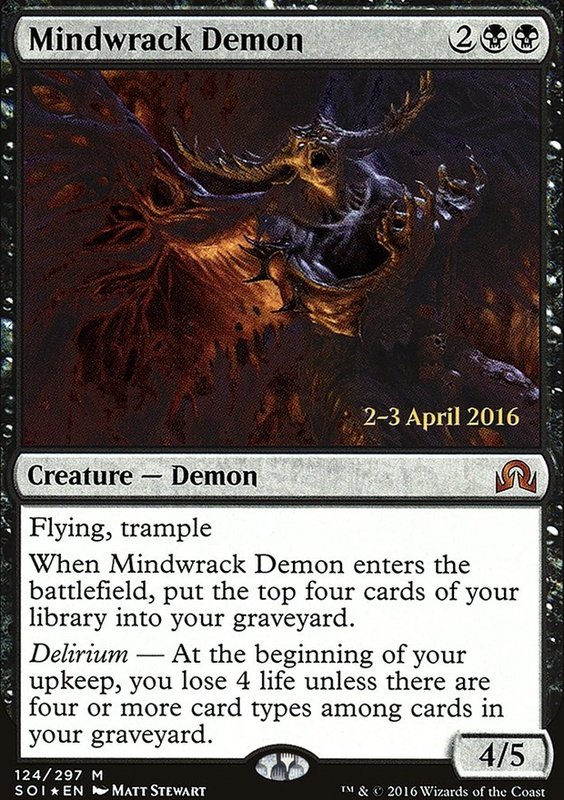 Mindwrack Demon 2
2–3 April 2016
Creature — Demon
Flying, trample
When Mindwrack Demon enters the
battlefield, put the top four cards of your
library into your graveyard.
Delirium — At the beginning of your
upkeep, you lose 4 life unless there are
four or more card types among cards in
your graveyard.
4/5
124/297 M
SOI★EN Matt Stewart
™ & © 2016 Wizards of the Coast